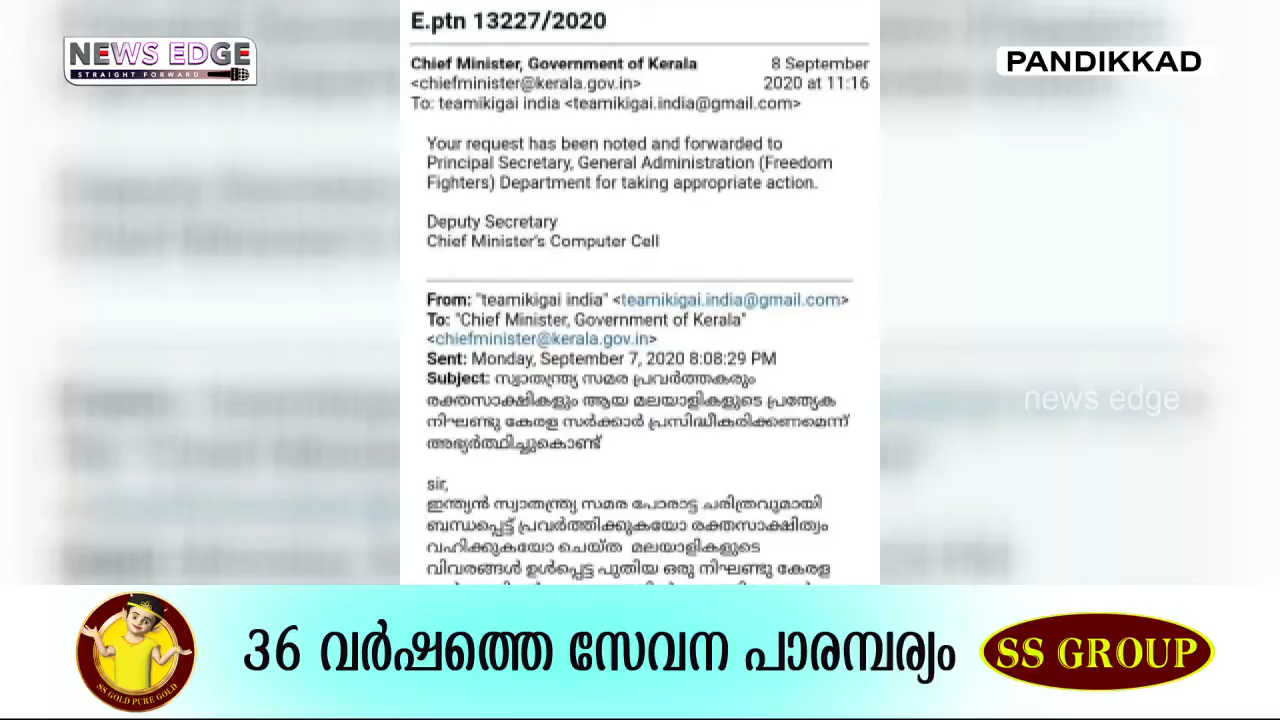 E.ptn 13227/2020
NEWS EDGE
STRAIGHT FORWARD
PANDIKKAD
Chief Minister, Government of Kerala 8 September
<chiefminister@kerala.gov.in> 2020 at 11:16
To: teamikigai india <teamikigai.india@gmail.com>
Your request has been noted and forwarded to
Principal Secretary, General Administration (Freedom
Fighters) Department for taking appropriate action.
Deputy Secretary
Chief Minister's Computer Cell
From: "teamikigai india" <teamikigai.india@gmail.com>
To: "Chief Minister, Government of Kerala"
<chiefminister@kerala.gov.in>
Sent: Monday, September 7, 2020 8:08:29 PM
Subject: സ്വാതന്ത്ര്യ സമര പ്രവർത്തകരും
രക്തസാക്ഷികളും ആയ മലയാളികളുടെ പ്രത്യേക
നിഘണ്ടു കേരള സർക്കാർ പ്രസിദ്ധീകരിക്കണമെന്ന്
അഭ്യർത്ഥിച്ചുകൊണ്ട്
news edge
sir,
ഇന്ത്യൻ സ്വാതന്ത്ര്യ സമര പോരാട്ട ചരിത്രവുമായി
ബന്ധപ്പെട്ട് പ്രവർത്തിക്കുകയോ രക്തസാക്ഷിത്വം
വഹിക്കുകയോ ചെയ്ത മലയാളികളുടെ
വിവരങ്ങൾ ഉൾപ്പെട്ട പുതിയ ഒരു നിഘണ്ടു കേരള
SS GOLD PURE GOLD
36 വർഷത്തെ സേവന പാരമ്പര്യം
SS GROUP